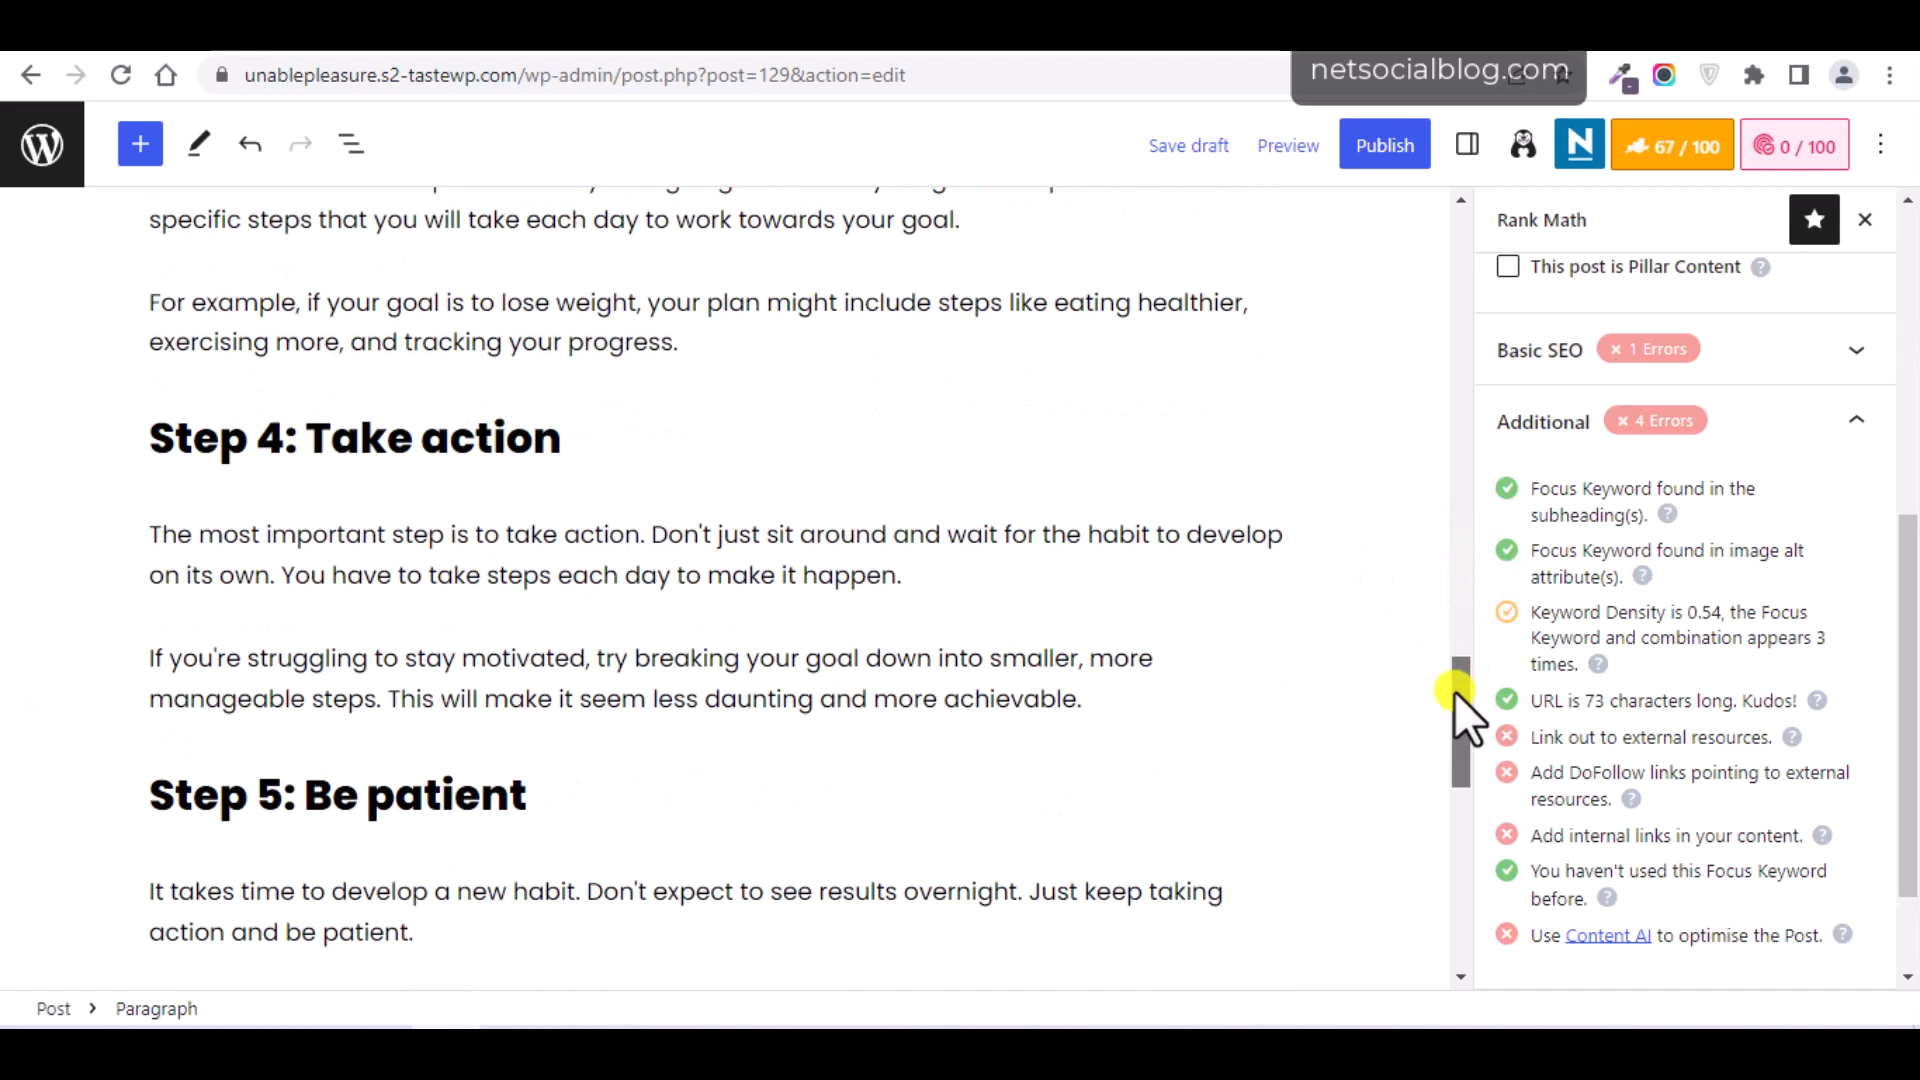 unablepleasure.s2-tastewp.com/wp-admin/post.php?post=129&action=edit
netsocialblog.com
Save draft
Preview
Publish
67 / 100
0 / 100
specific steps that you will take each day to work towards your goal.
For example, if your goal is to lose weight, your plan might include steps like eating healthier,
exercising more, and tracking your progress.
Step 4: Take action
The most important step is to take action. Don't just sit around and wait for the habit to develop
on its own. You have to take steps each day to make it happen.
If you're struggling to stay motivated, try breaking your goal down into smaller, more
manageable steps. This will make it seem less daunting and more achievable.
Step 5: Be patient
It takes time to develop a new habit. Don't expect to see results overnight. Just keep taking
action and be patient.
Rank Math
This post is Pillar Content
Basic SEO
1 Errors
Additional
4 Errors
Focus Keyword found in the
subheading(s).
Focus Keyword found in image alt
attribute(s).
Keyword Density is 0.54, the Focus
Keyword and combination appears 3
times.
URL is 73 characters long. Kudos!
Link out to external resources.
Add DoFollow links pointing to external
resources.
Add internal links in your content.
You haven't used this Focus Keyword
before.
Use Content AI to optimise the Post.
Post
Paragraph